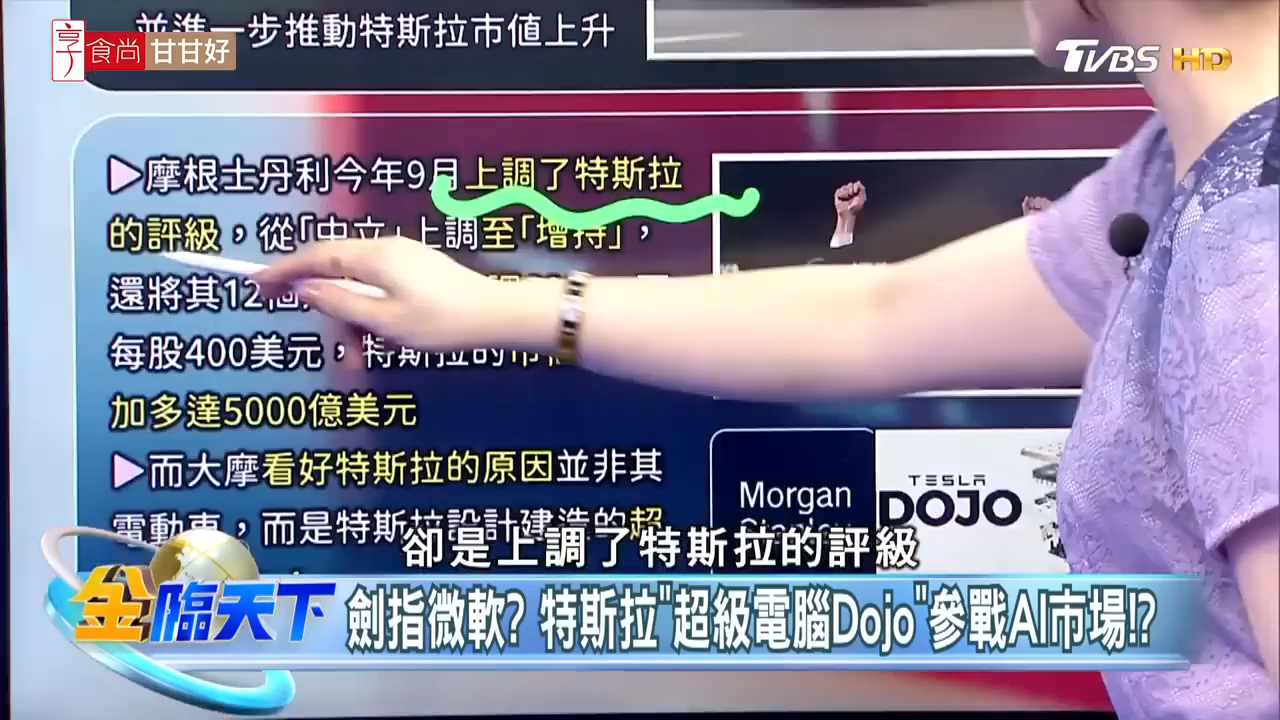 並進一步推動特斯拉市值上升
享食尚 甘甘好
TVBS HD
▶摩根士丹利今年9月上調了特斯拉
的評級，從「中立」上調至「增持」，
還將其12個
每股400美元，特斯拉的市
加多達5000億美元
▶而大摩看好特斯拉的原因並非其
電動車，而是特斯拉設計建造的超
Morgan
Stanley
TESLA
DOJO
卻是上調了特斯拉的評級
金臨天下
劍指微軟? 特斯拉"超級電腦Dojo"參戰AI市場!?